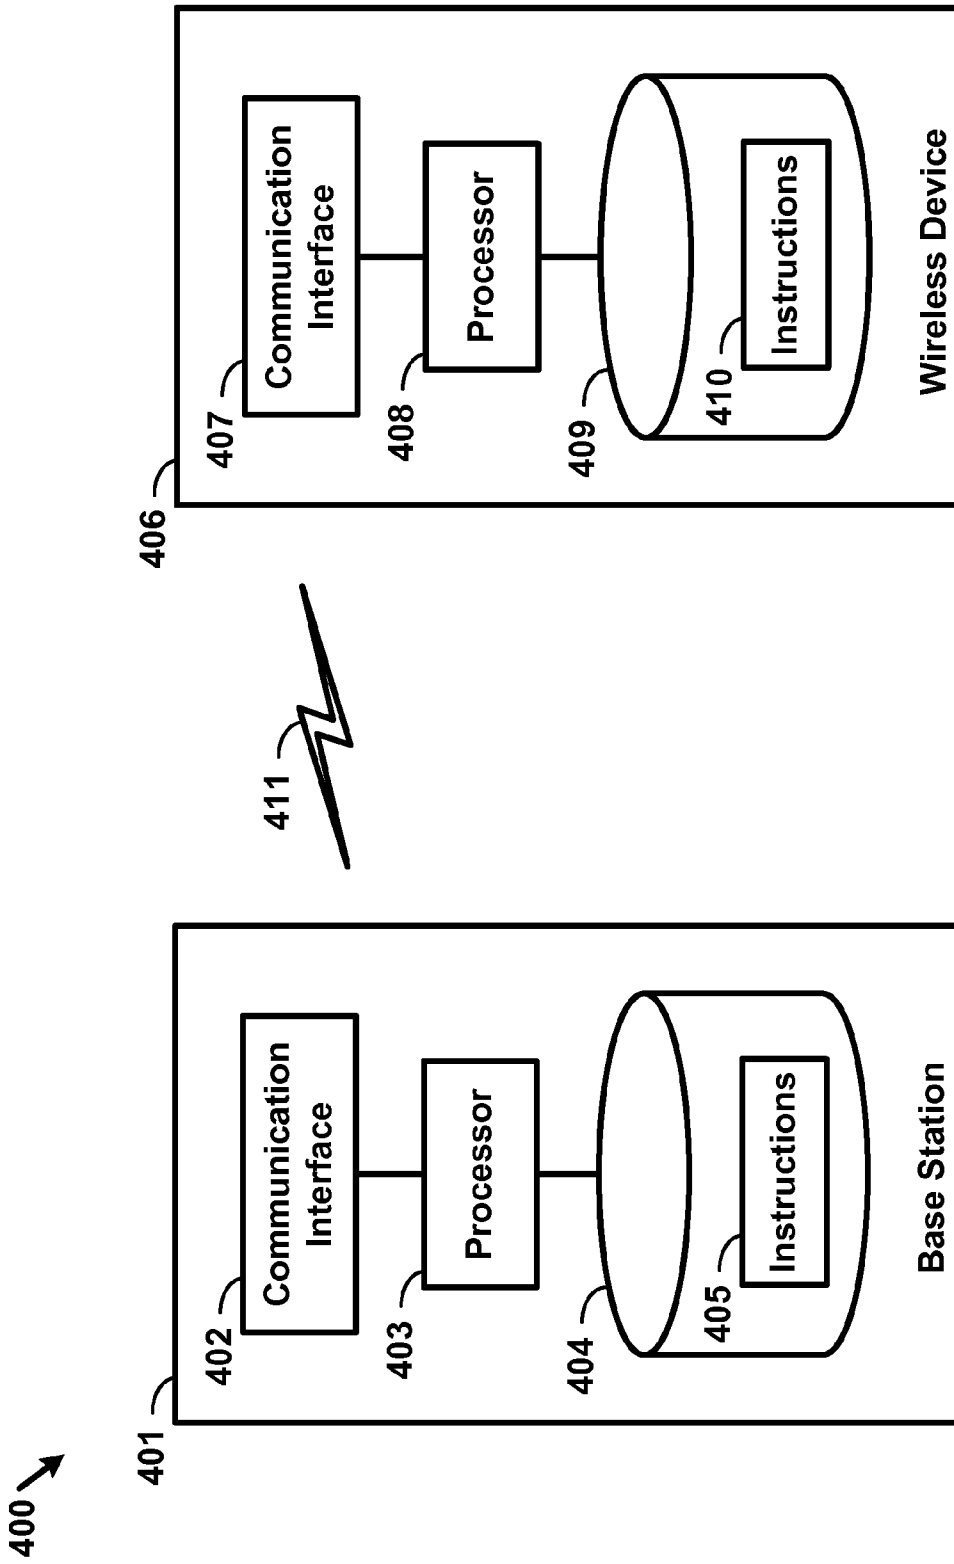 400
401
402
Communication
Interface
403
Processor
404
405
Instructions
Base Station
411
406
407
Communication
Interface
408
Processor
409
410
Instructions
Wireless Device